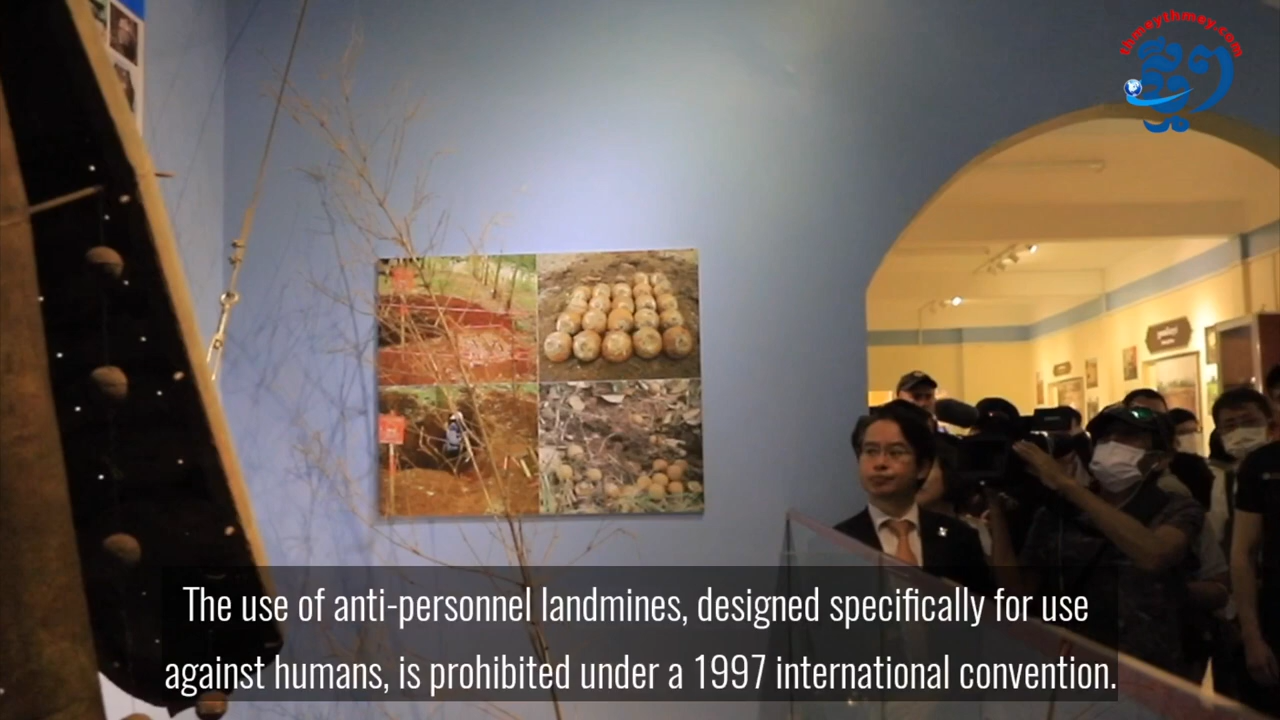 thmeythmey.com
The use of anti-personnel landmines, designed specifically for use
against humans, is prohibited under a 1997 international convention.